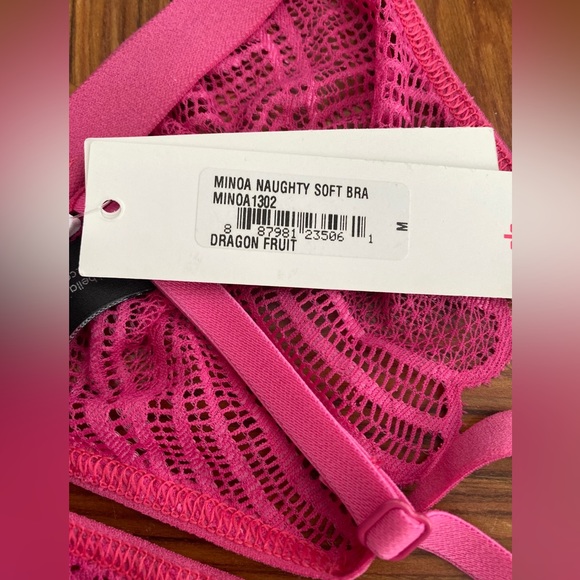 MINOA NAUGHTY SOFT BRA
MINOA1302
8 87981 23506 1
M
DRAGON FRUIT